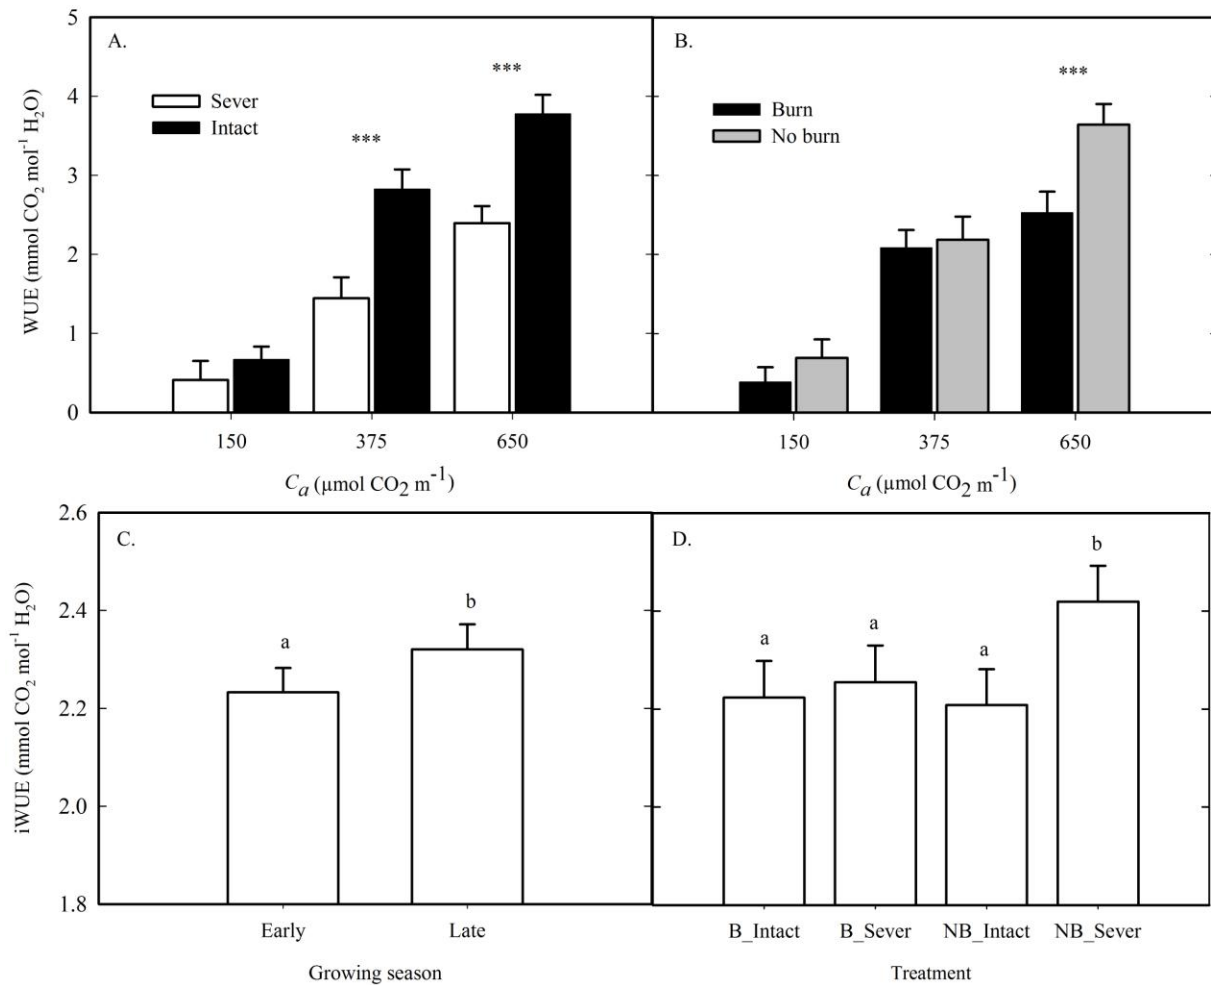 A.
B.
5
4
3
2
1
0
WUE (mmol CO2 mol-1 H2O)
***
***
***
Sever
Intact
Burn
No burn
150 375 650
150 375 650
Ca (µmol CO2 m-1)
Ca (µmol CO2 m-1)
C.
D.
2.6
2.4
2.2
2.0
1.8
iWUE (mmol CO2 mol-1 H2O)
a
b
a
a
a
b
Early Late
B_Intact B_Sever NB_Intact NB_Sever
Growing season
Treatment